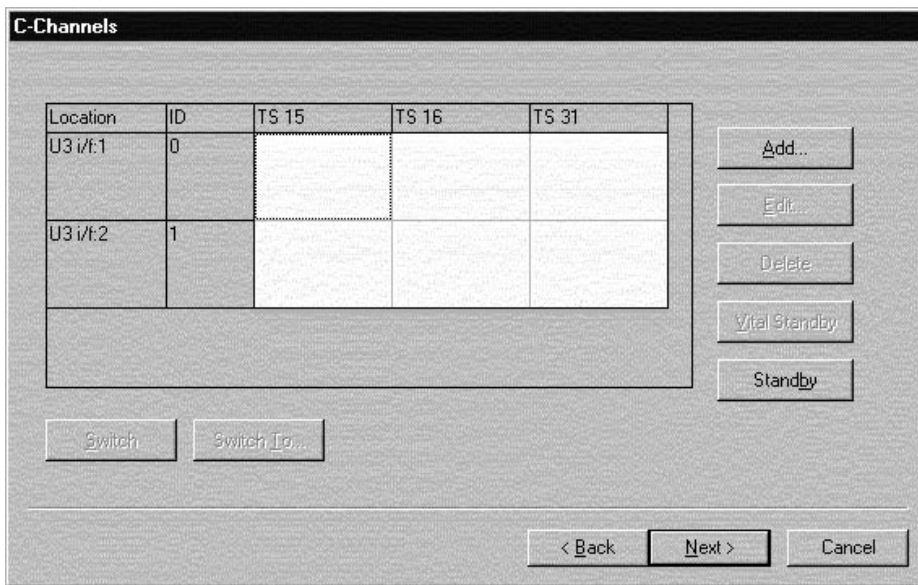 C-Channels
Location ID TS 15 TS 16 TS 31
U3 i/f:1 0
U3 i/f:2 1
Add...
Edit...
Delete
Vital Standby
Standby
Switch Switch To...
< Back Next > Cancel